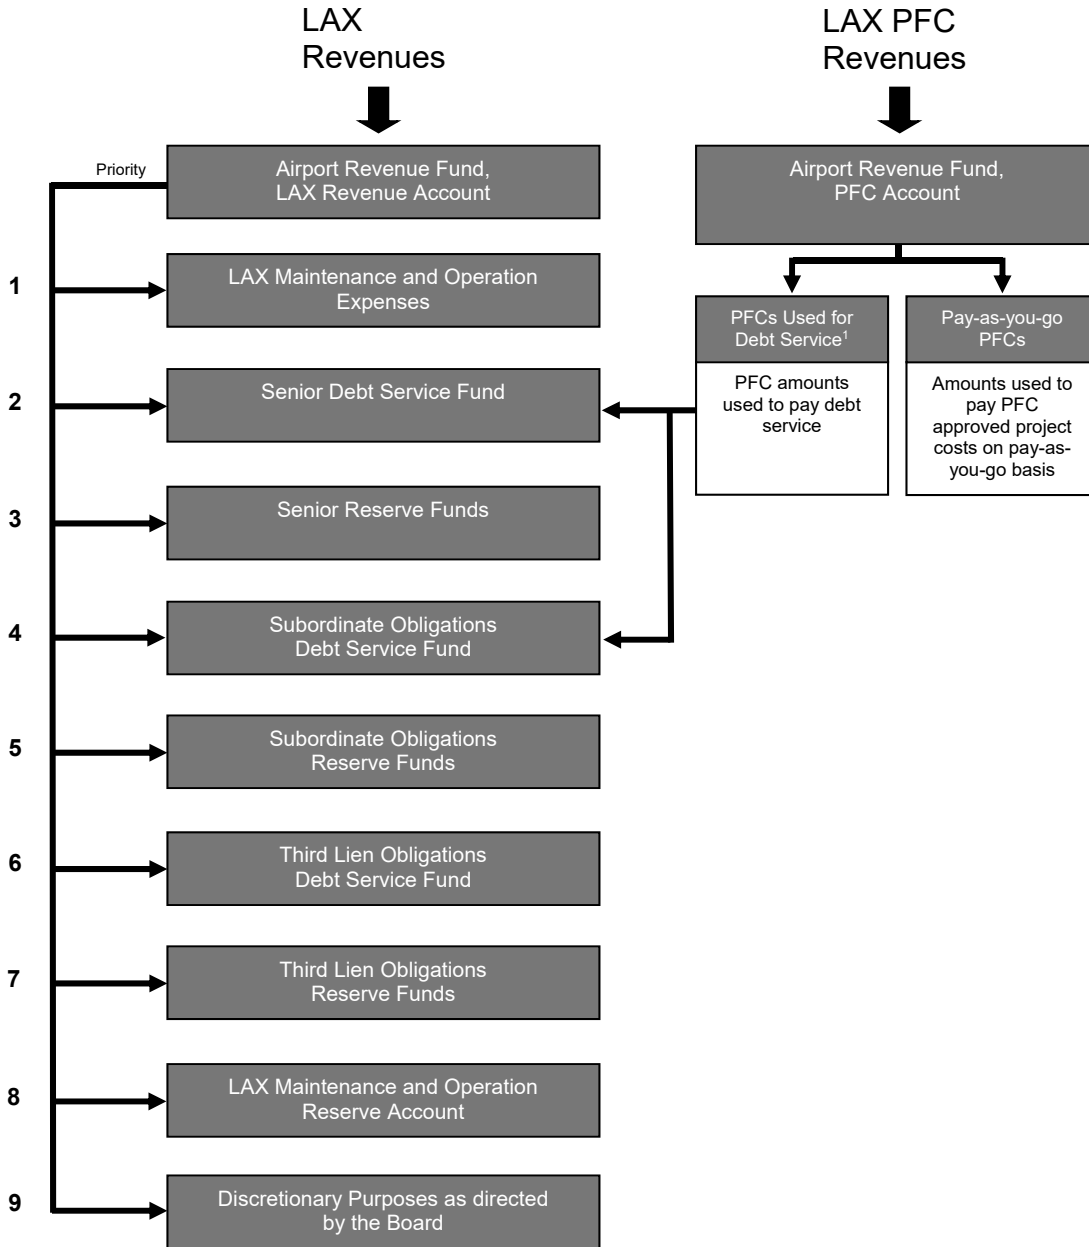 LAX
Revenues
LAX PFC
Revenues
Priority
Airport Revenue Fund,
LAX Revenue Account
Airport Revenue Fund,
PFC Account
1
LAX Maintenance and Operation
Expenses
PFCs Used for
Debt Service¹
PFC amounts
used to pay debt
service
Pay-as-you-go
PFCs
Amounts used to
pay PFC
approved project
costs on pay-as-
you-go basis
2
Senior Debt Service Fund
3
Senior Reserve Funds
4
Subordinate Obligations
Debt Service Fund
5
Subordinate Obligations
Reserve Funds
6
Third Lien Obligations
Debt Service Fund
7
Third Lien Obligations
Reserve Funds
8
LAX Maintenance and Operation
Reserve Account
9
Discretionary Purposes as directed
by the Board